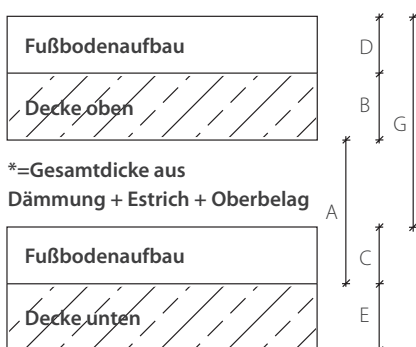 Fußbodenaufbau
D
Decke oben
B
G
*=Gesamtdicke aus
Dämmung + Estrich + Oberbelag
A
Fußbodenaufbau
C
Decke unten
E